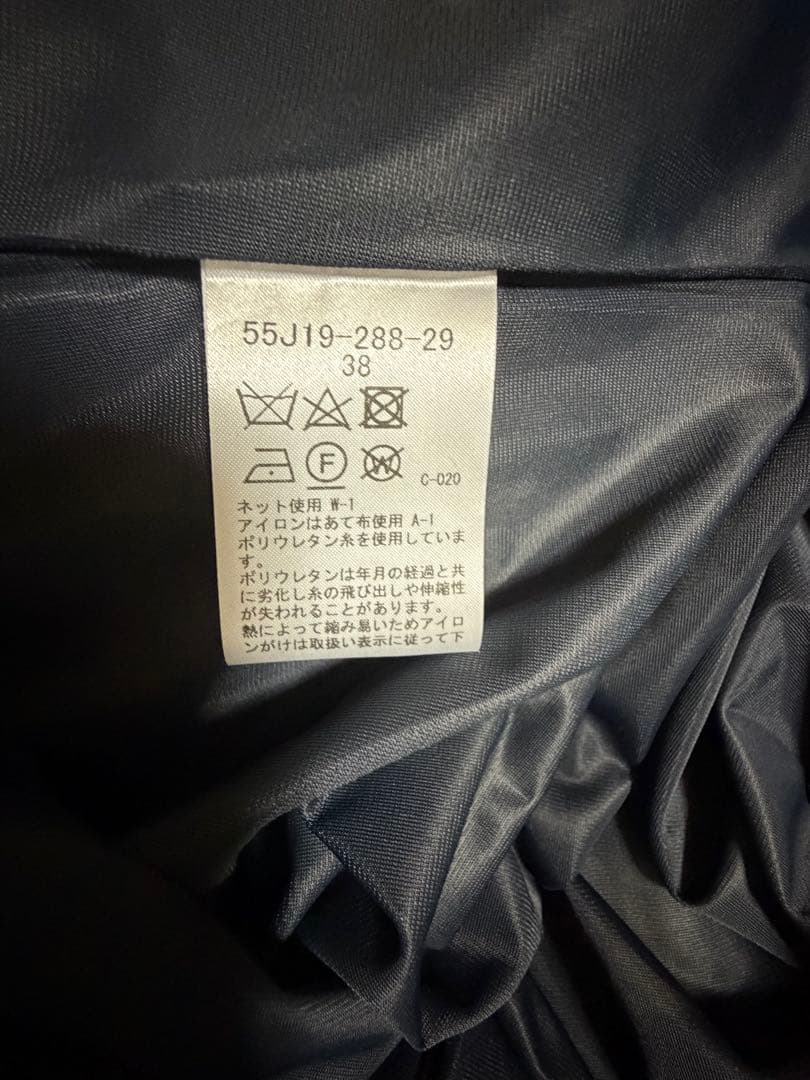 55J19-288-29
38
F W C-020
ネット使用 W-1
アイロンはあて布使用 A-1
ポリウレタン糸を使用していま
す。
ポリウレタンは年月の経過と共
に劣化し糸の飛び出しや伸縮性
が失われることがあります。
熱によって縮み易いためアイロ
ンがけは取扱い表示に従って下